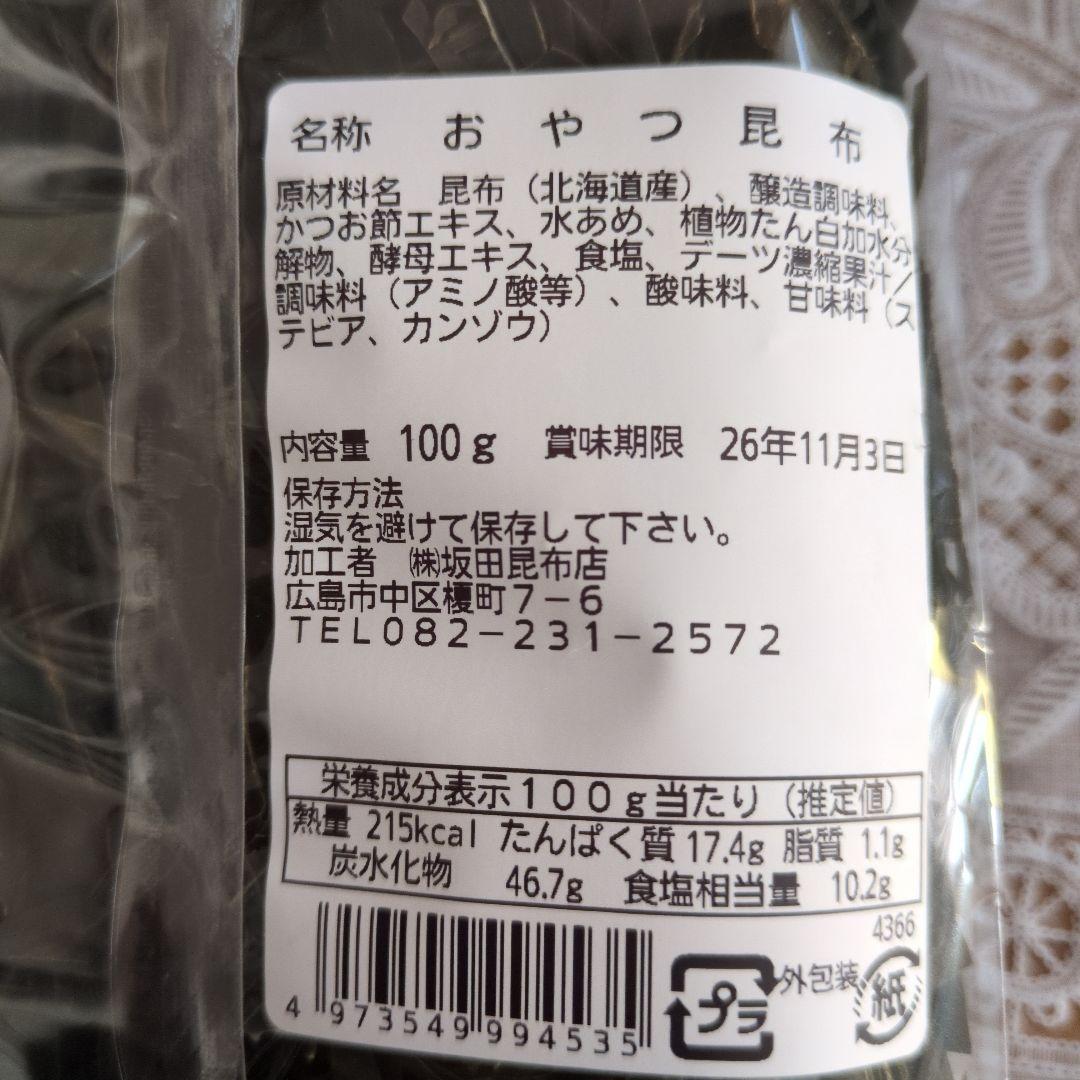 名称 おやつ昆布
原材料名 昆布（北海道産）、醸造調味料、
かつお節エキス、水あめ、植物たん白加水分
解物、酵母エキス、食塩、デーツ濃縮果汁／
調味料（アミノ酸等）、酸味料、甘味料（ス
テビア、カンゾウ）
内容量 100g 賞味期限 26年11月3日
保存方法
湿気を避けて保存して下さい。
加工者 ㈱坂田昆布店
広島市中区榎町７－６
ＴＥＬ０８２－２３１－２５７２
栄養成分表示１００ｇ当たり（推定値）
熱量 215kcal たんぱく質 17.4g 脂質 1.1g
炭水化物 46.7g 食塩相当量 10.2g
4366
4 973549 994535
プラ 外包装 紙